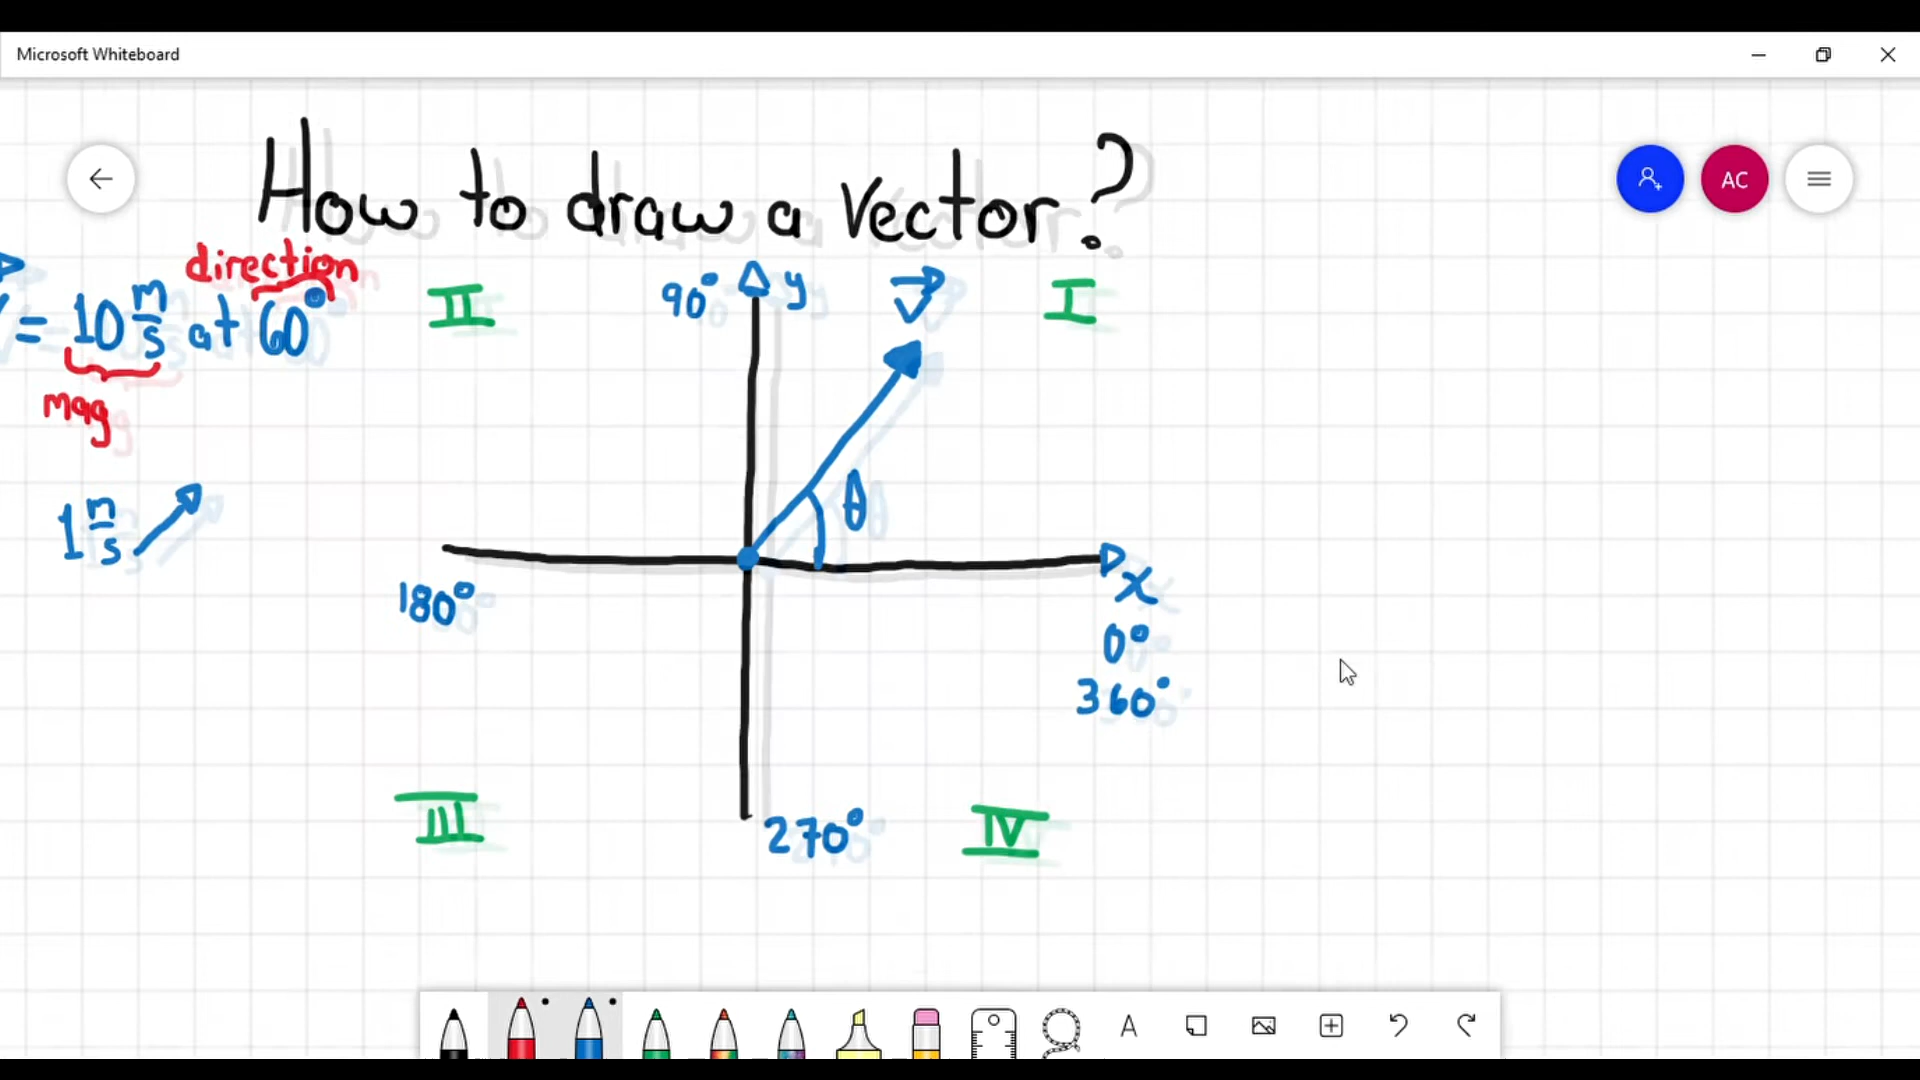 Microsoft Whiteboard
How to draw a Vector?
AC
direction
= 10 m/s at 60°
mag
1 m/s
II
90°
y
V
I
θ
180°
x
0°
360°
III
270°
IV
A